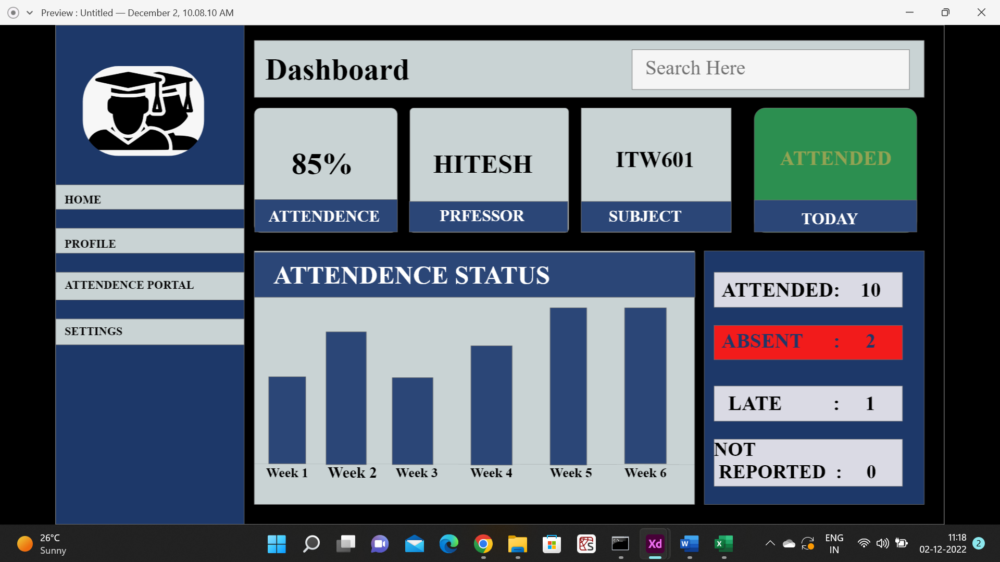 Preview : Untitled — December 2, 10.08.10 AM
Dashboard
Search Here
85%
ATTENDENCE
HITESH
PRFESSOR
ITW601
SUBJECT
ATTENDED
TODAY
HOME
PROFILE
ATTENDENCE PORTAL
SETTINGS
ATTENDENCE STATUS
Week 1 Week 2 Week 3 Week 4 Week 5 Week 6
ATTENDED: 10
ABSENT : 2
LATE : 1
NOT
REPORTED : 0
26°C
Sunny
Xd
W
X
ENG
IN
11:18
02-12-2022
2